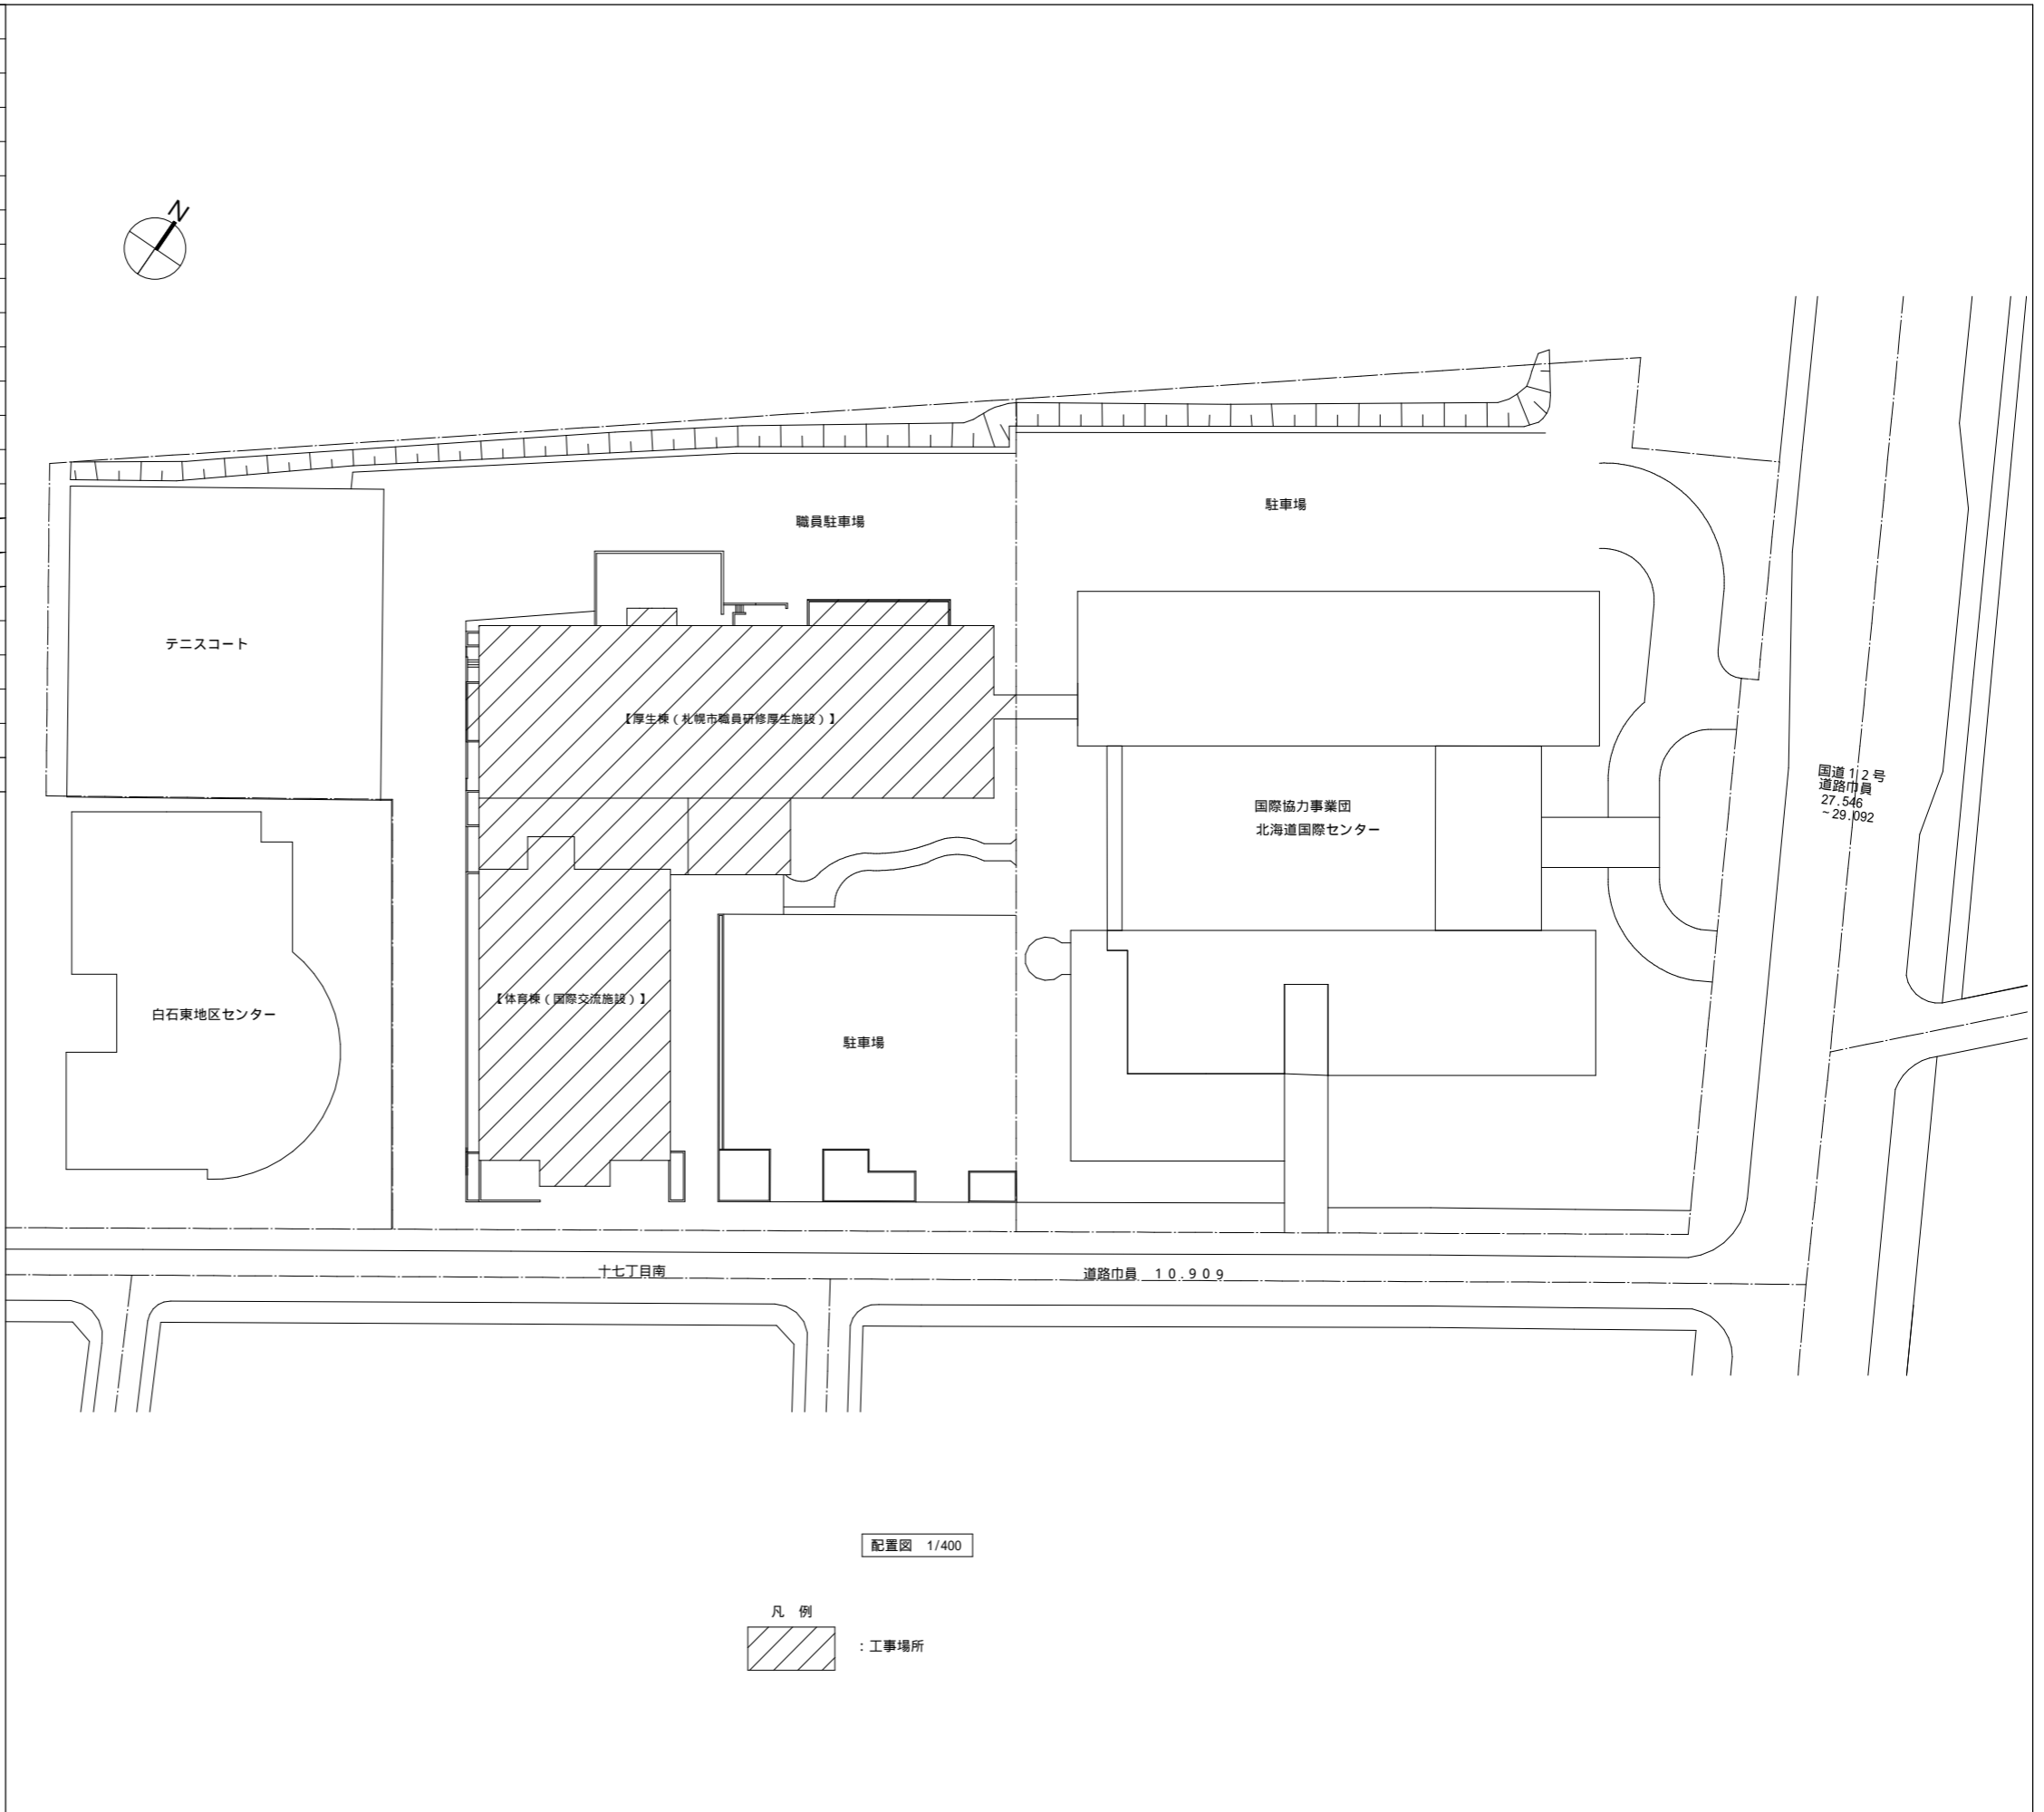 N
職員駐車場
駐車場
テニスコート
【厚生棟（札幌市職員研修厚生施設）】
国道12号
道路巾員
27.546
~29.092
国際協力事業団
北海道国際センター
【体育棟（国際交流施設）】
白石東地区センター
駐車場
十七丁目南
道路巾員　10.909
配置図　1/400
凡　例
：工事場所